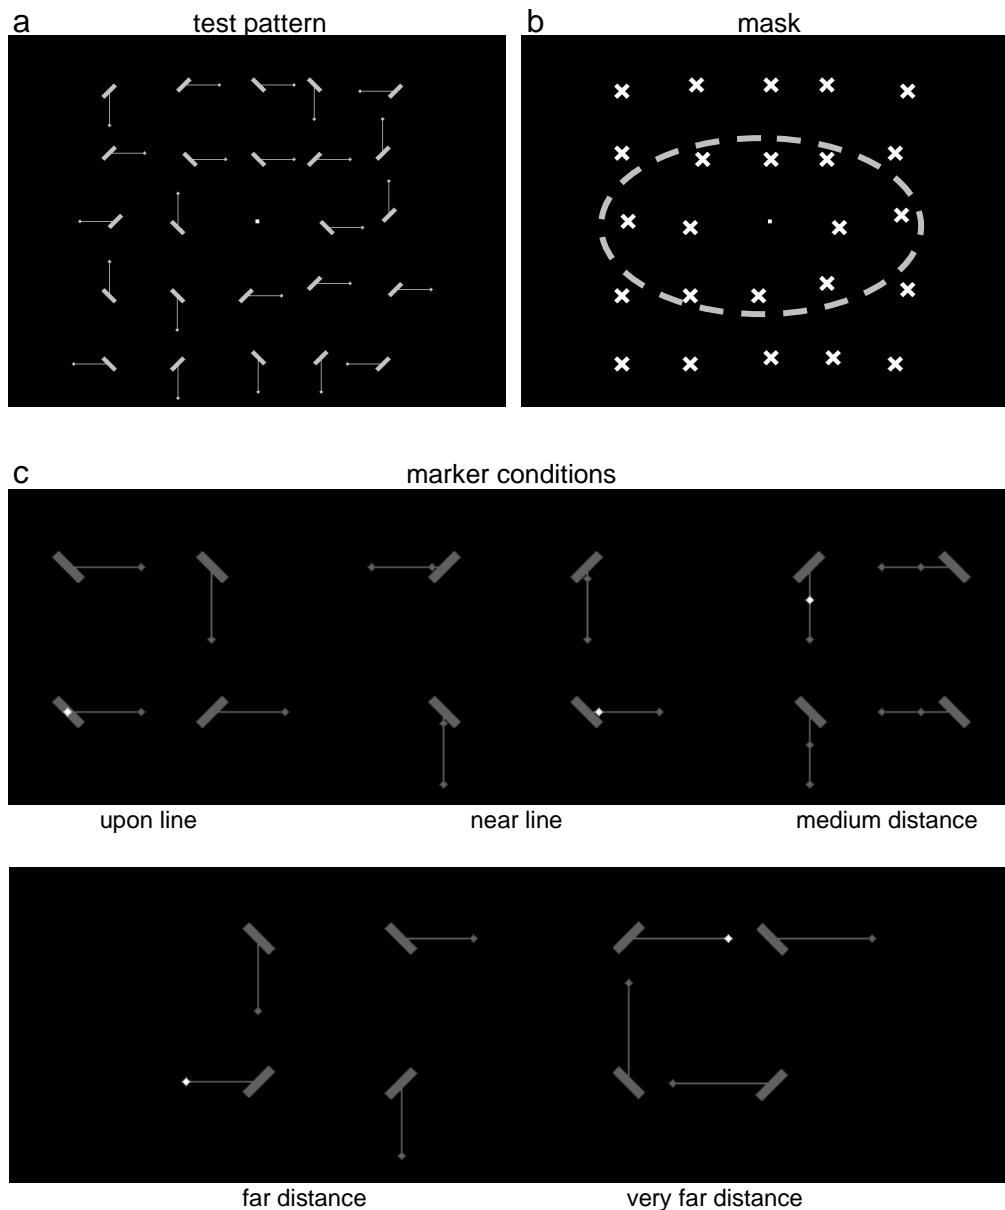 a
test pattern
b
mask
c
marker conditions
upon line
near line
medium distance
far distance
very far distance